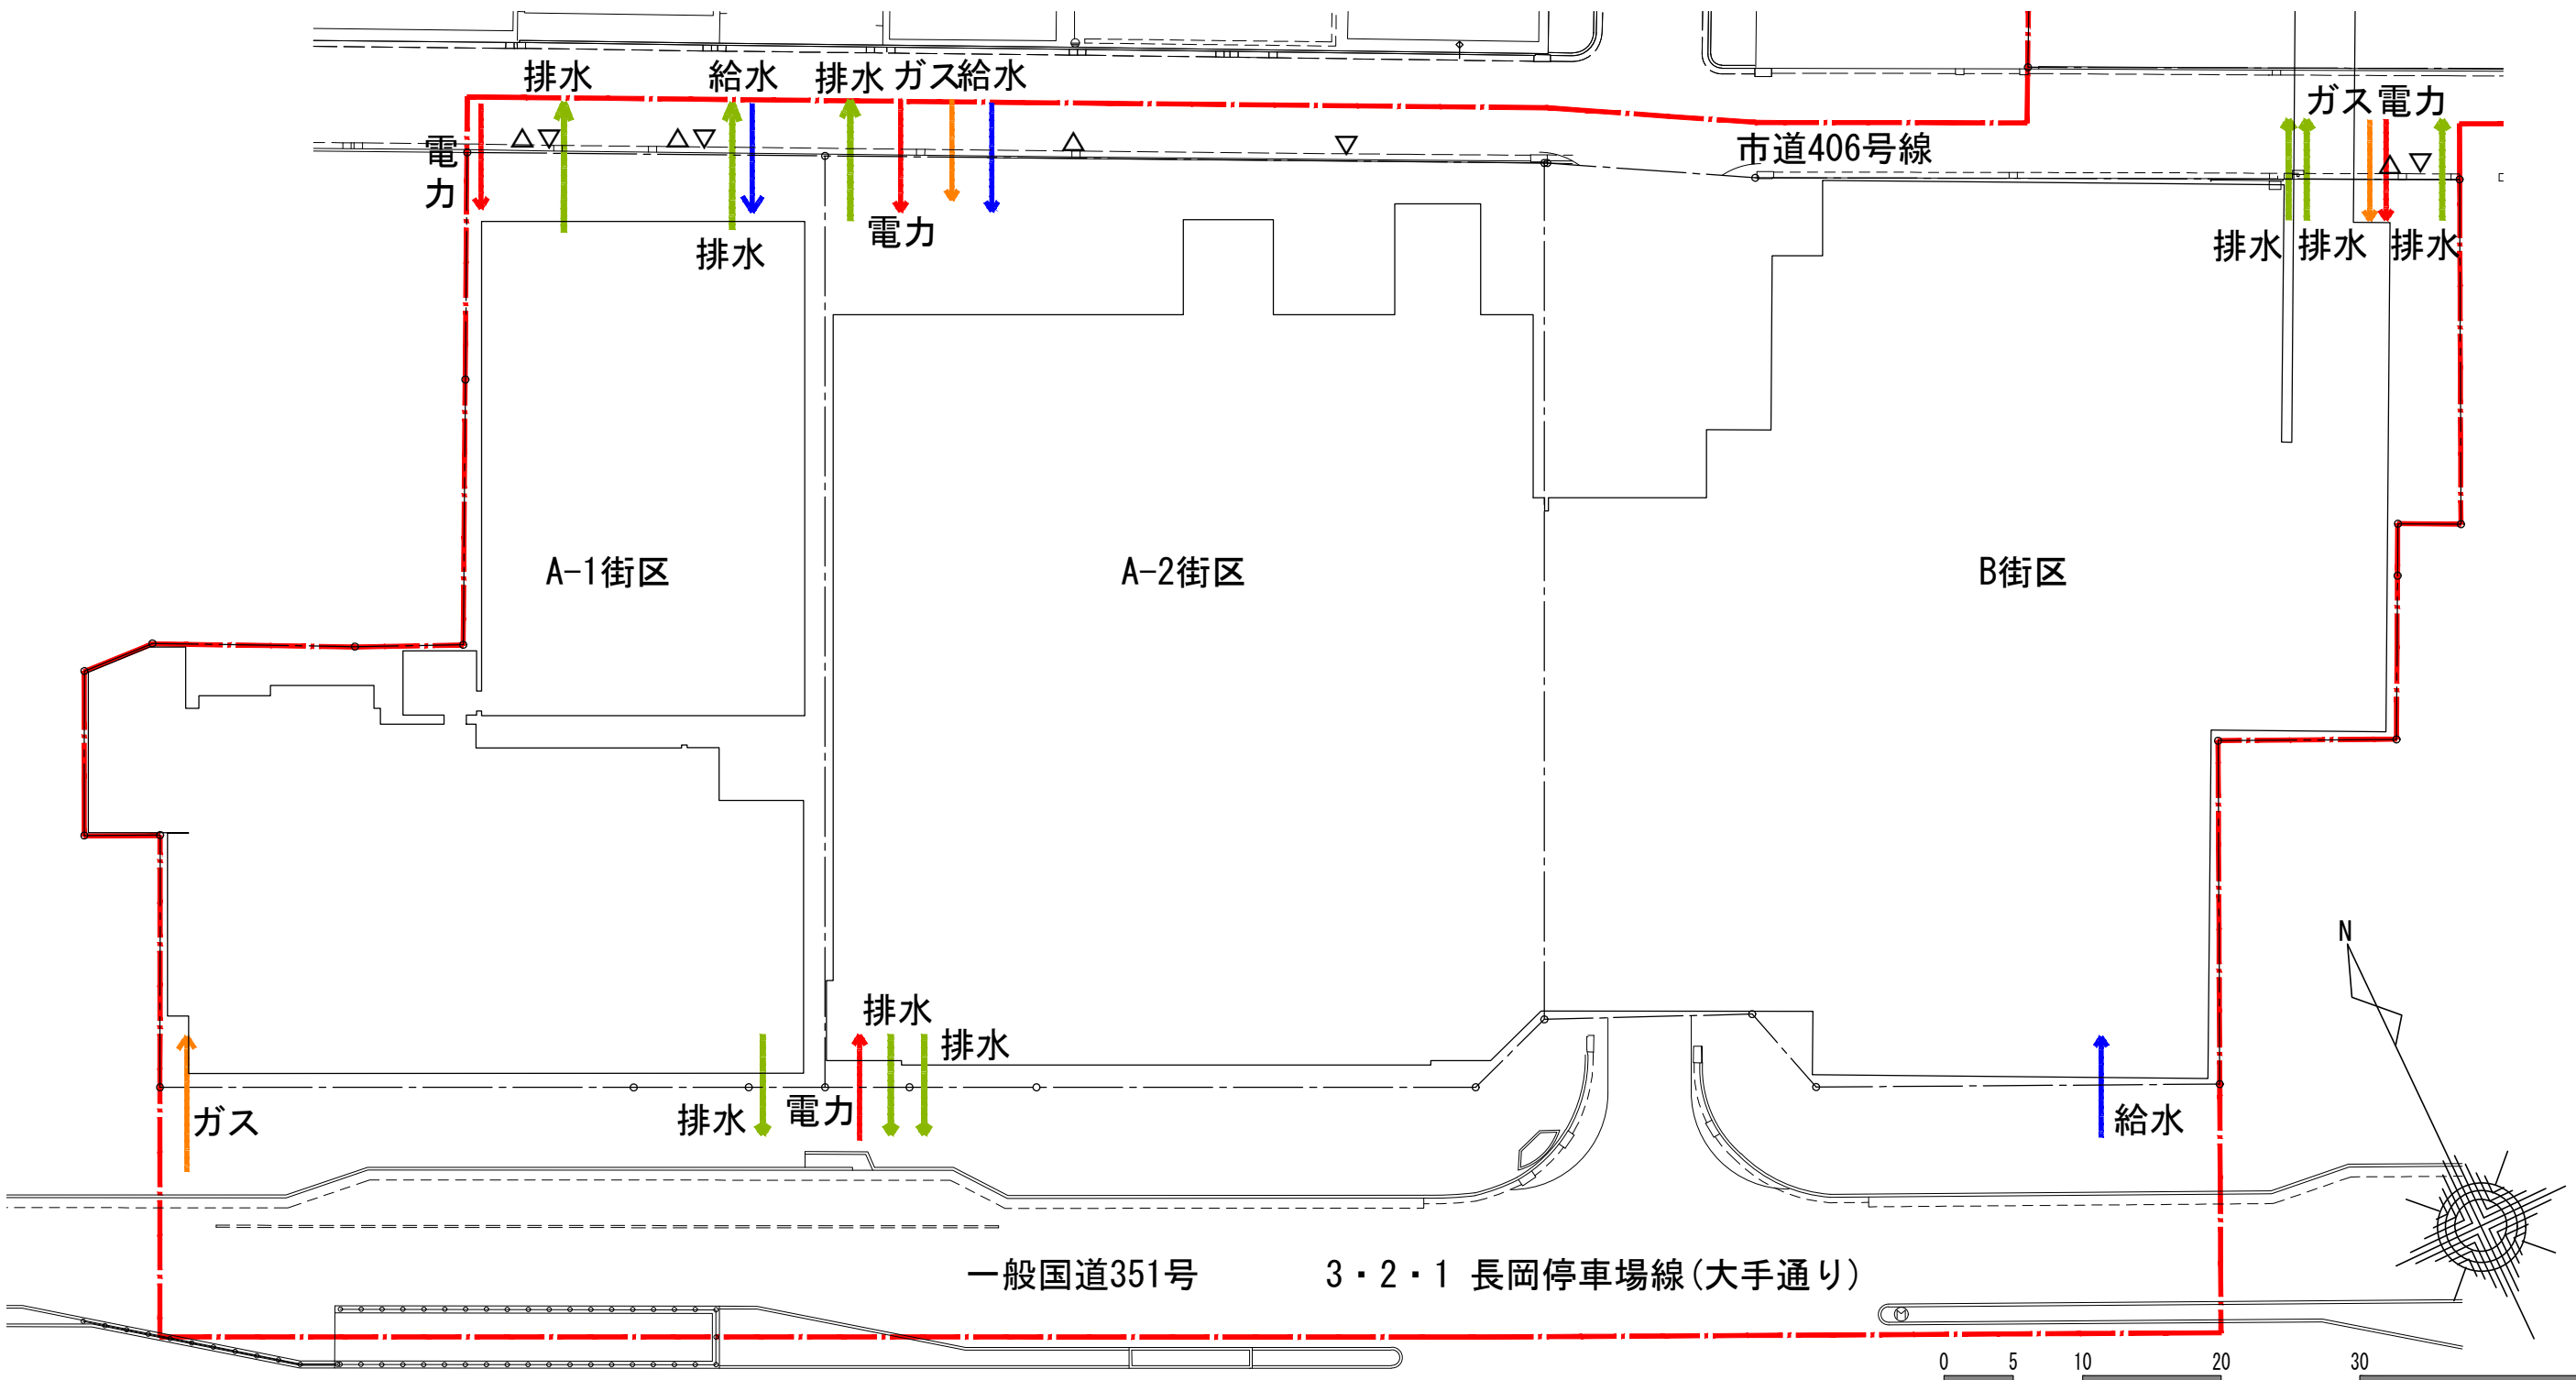 排水
給水
排水
ガス
給水
ガス
電力
電力
市道406号線
電力
排水
排水
排水
排水
A-1街区
A-2街区
B街区
N
排水
排水
ガス
排水
電力
給水
一般国道351号
3・2・1 長岡停車場線(大手通り)
0 5 10 20 30